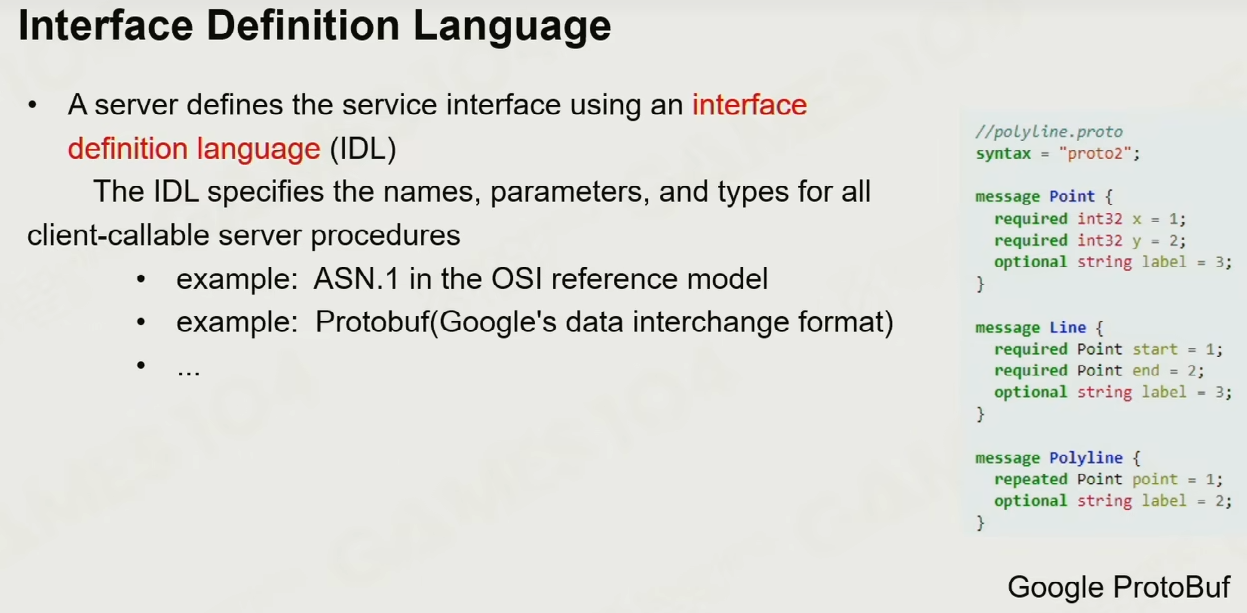 Interface Definition Language
• A server defines the service interface using an interface
definition language (IDL)
The IDL specifies the names, parameters, and types for all
client-callable server procedures
• example: ASN.1 in the OSI reference model
• example: Protobuf(Google's data interchange format)
• ...
//polyline.proto
syntax = "proto2";
message Point {
required int32 x = 1;
required int32 y = 2;
optional string label = 3;
}
message Line {
required Point start = 1;
required Point end = 2;
optional string label = 3;
}
message Polyline {
repeated Point point = 1;
optional string label = 2;
}
Google ProtoBuf
GAMES104